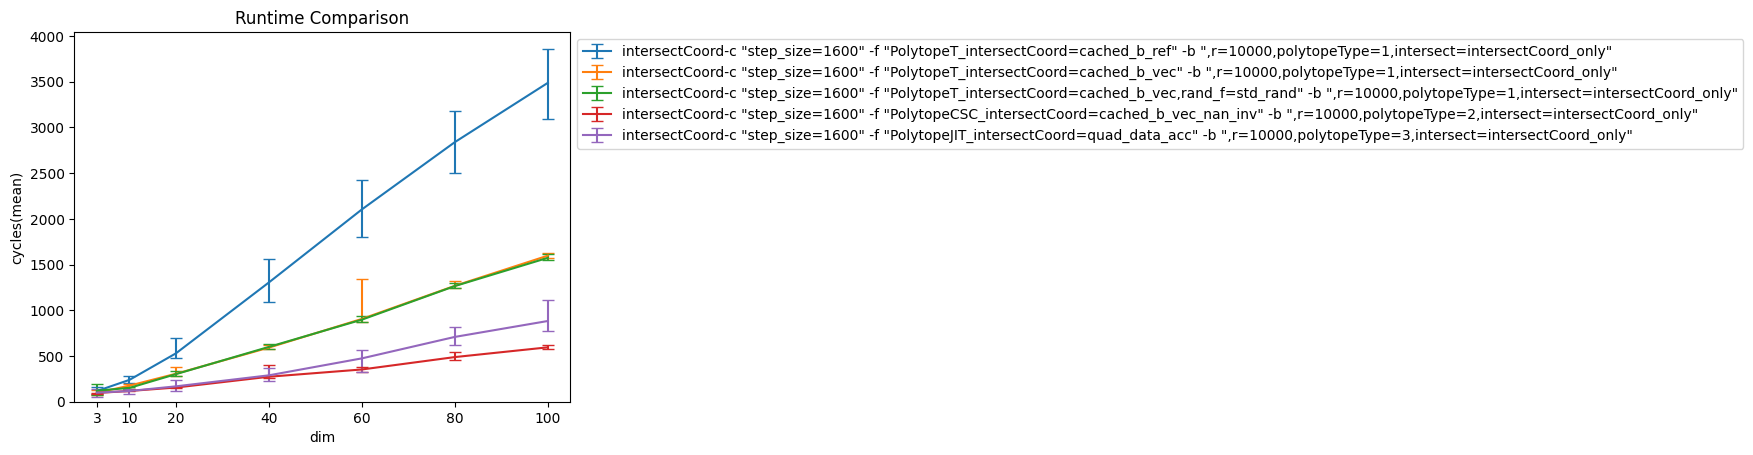 Runtime Comparison
4000
3500
3000
2500
2000
1500
1000
500
0
cycles(mean)
3 10 20 40 60 80 100
dim
intersectCoord-c "step_size=1600" -f "PolytopeT_intersectCoord=cached_b_ref" -b ",r=10000,polytopeType=1,intersect=intersectCoord_only"
intersectCoord-c "step_size=1600" -f "PolytopeT_intersectCoord=cached_b_vec" -b ",r=10000,polytopeType=1,intersect=intersectCoord_only"
intersectCoord-c "step_size=1600" -f "PolytopeT_intersectCoord=cached_b_vec,rand_f=std_rand" -b ",r=10000,polytopeType=1,intersect=intersectCoord_only"
intersectCoord-c "step_size=1600" -f "PolytopeCSC_intersectCoord=cached_b_vec_nan_inv" -b ",r=10000,polytopeType=2,intersect=intersectCoord_only"
intersectCoord-c "step_size=1600" -f "PolytopeJIT_intersectCoord=quad_data_acc" -b ",r=10000,polytopeType=3,intersect=intersectCoord_only"